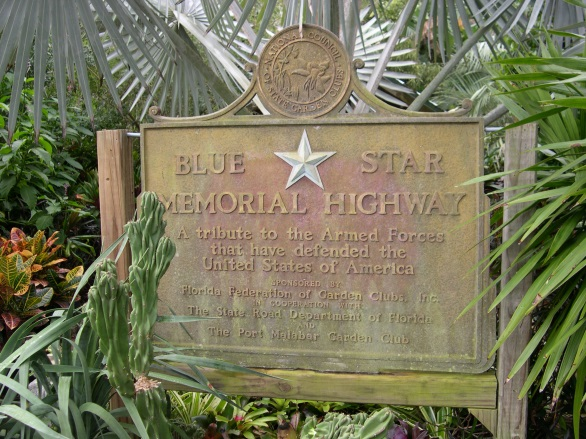 BLUE STAR
MEMORIAL HIGHWAY
A tribute to the Armed Forces
that have defended the
United States of America
SPONSORED BY
Florida Federation of Garden Clubs, Inc.
IN COOPERATION WITH
The State Road Department of Florida
AND
The Port Malabar Garden Club